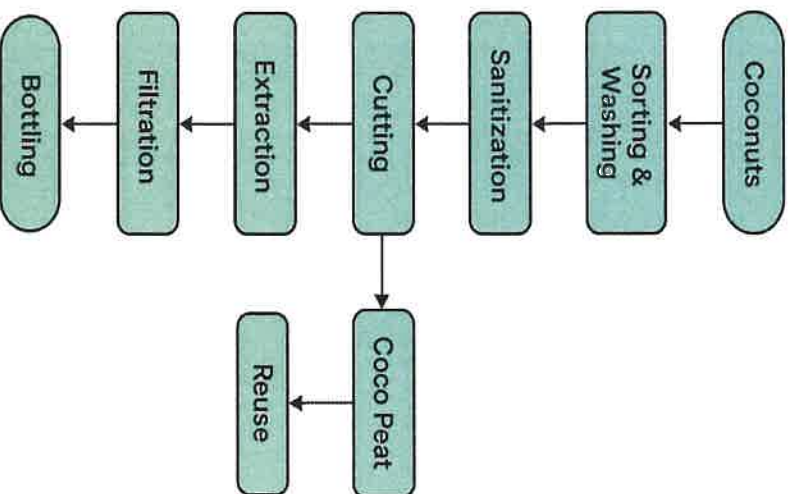 Coconuts
Sorting &
Washing
Sanitization
Cutting
Extraction
Filtration
Bottling
Coco Peat
Reuse